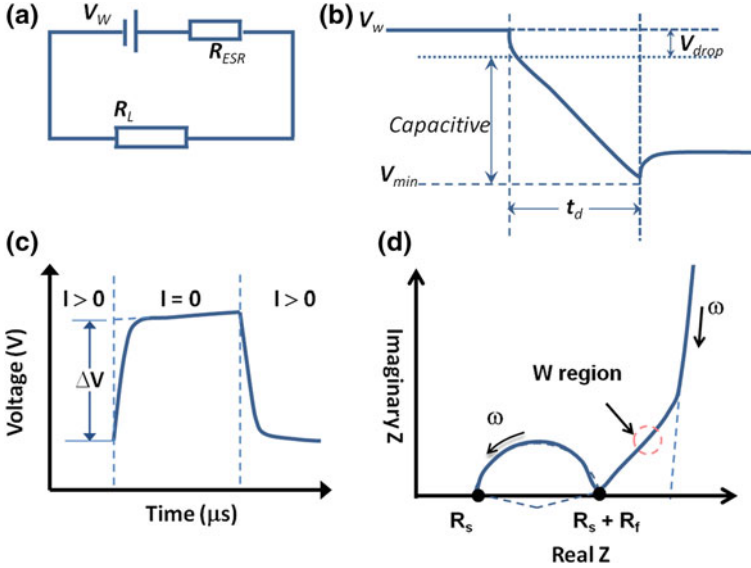 (a)
V_W
R_ESR
R_L
(b)
V_w
V_drop
Capacitive
V_min
t_d
(c)
I > 0 I = 0 I > 0
ΔV
Voltage (V)
Time (μs)
(d)
ω
W region
ω
Imaginary Z
R_s R_s + R_f
Real Z